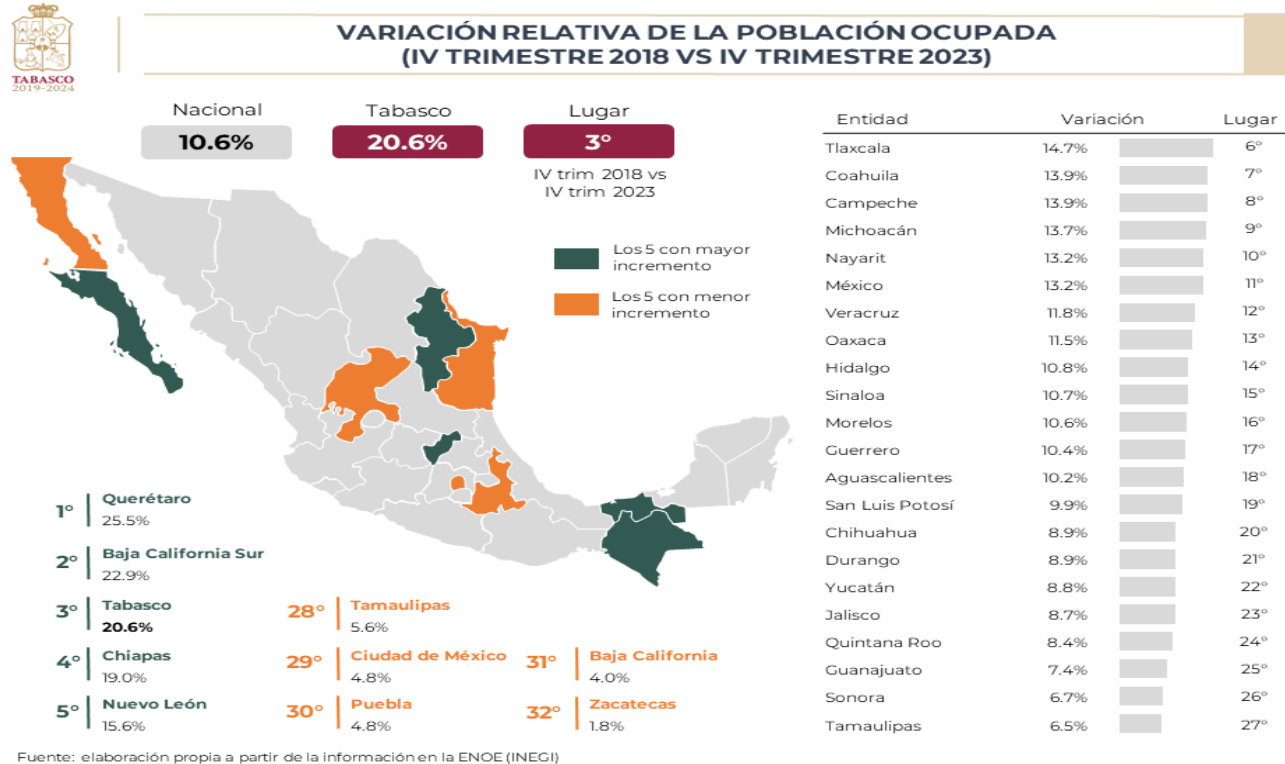 TABASCO
2019-2024
VARIACIÓN RELATIVA DE LA POBLACIÓN OCUPADA
(IV TRIMESTRE 2018 VS IV TRIMESTRE 2023)
Nacional
10.6%
Tabasco
20.6%
Lugar
3°
IV trim 2018 vs
IV trim 2023
Los 5 con mayor
incremento
Los 5 con menor
incremento
1° Querétaro
25.5%
2° Baja California Sur
22.9%
3° Tabasco
20.6%
4° Chiapas
19.0%
5° Nuevo León
15.6%
28° Tamaulipas
5.6%
29° Ciudad de México
4.8%
30° Puebla
4.8%
31° Baja California
4.0%
32° Zacatecas
1.8%
Entidad Variación Lugar
Tlaxcala 14.7% 6°
Coahuila 13.9% 7°
Campeche 13.9% 8°
Michoacán 13.7% 9°
Nayarit 13.2% 10°
México 13.2% 11°
Veracruz 11.8% 12°
Oaxaca 11.5% 13°
Hidalgo 10.8% 14°
Sinaloa 10.7% 15°
Morelos 10.6% 16°
Guerrero 10.4% 17°
Aguascalientes 10.2% 18°
San Luis Potosí 9.9% 19°
Chihuahua 8.9% 20°
Durango 8.9% 21°
Yucatán 8.8% 22°
Jalisco 8.7% 23°
Quintana Roo 8.4% 24°
Guanajuato 7.4% 25°
Sonora 6.7% 26°
Tamaulipas 6.5% 27°
Fuente: elaboración propia a partir de la información en la ENOE (INEGI)